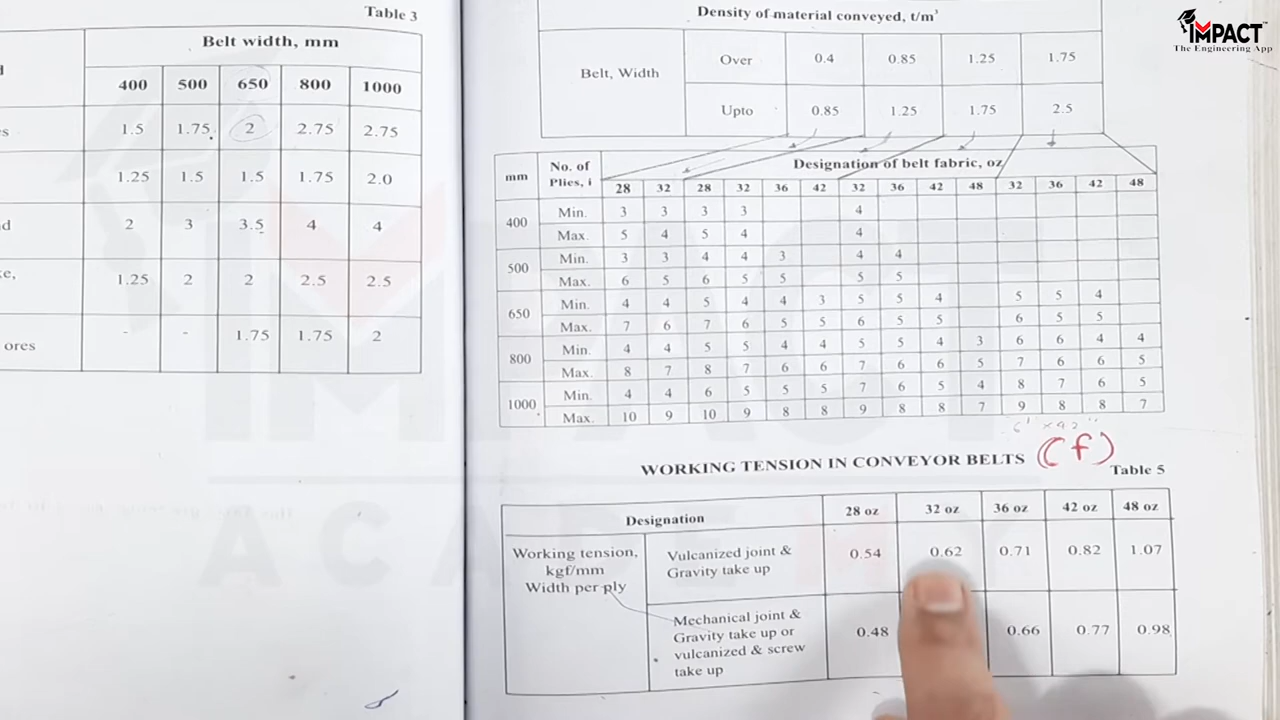 Table 3
Belt width, mm
400 500 650 800 1000
1.5 1.75 2 2.75 2.75
1.25 1.5 1.5 1.75 2.0
2 3 3.5 4 4
1.25 2 2 2.5 2.5
ores - - 1.75 1.75 2
Density of material conveyed, t/m³
Belt, Width Over 0.4 0.85 1.25 1.75
Upto 0.85 1.25 1.75 2.5
mm No. of Plies, i Designation of belt fabric, oz
28 32 28 32 36 42 32 36 42 48 32 36 42 48
400 Min. 3 3 3 3 4
Max. 5 4 5 4 4
500 Min. 3 3 4 4 3 4 4
Max. 6 5 6 5 5 5 5
650 Min. 4 4 5 4 4 3 5 5 4 5 5 4
Max. 7 6 7 6 5 5 6 5 5 6 5 5
800 Min. 4 4 5 5 4 4 5 5 4 3 6 6 4 4
Max. 8 7 8 7 6 6 7 6 6 5 7 6 6 5
1000 Min. 4 4 6 5 5 5 7 6 5 4 8 7 6 5
Max. 10 9 10 9 8 8 9 8 8 7 9 8 8 7
WORKING TENSION IN CONVEYOR BELTS (f)
Table 5
Designation 28 oz 32 oz 36 oz 42 oz 48 oz
Working tension, kgf/mm Width per ply
Vulcanized joint & Gravity take up 0.54 0.62 0.71 0.82 1.07
Mechanical joint & Gravity take up or vulcanized & screw take up 0.48 0.66 0.77 0.98
IMPACT
The Engineering App
IMPACT
ACADEMY